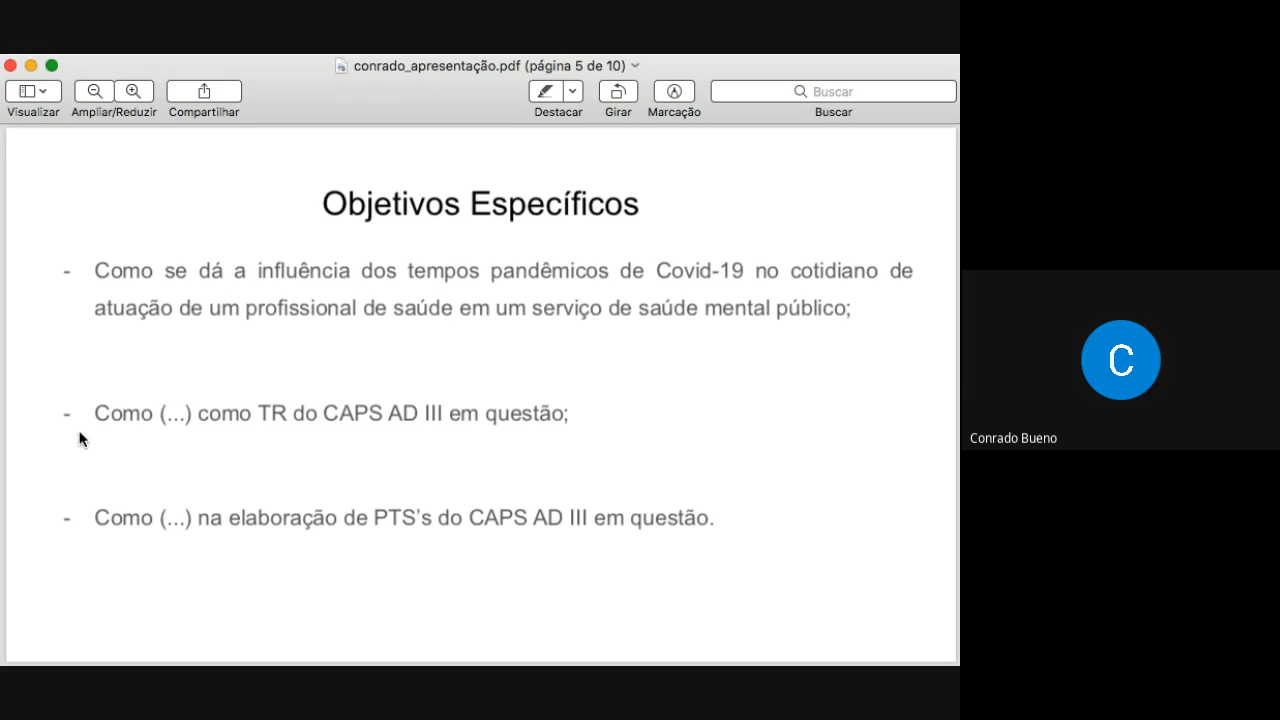 conrado_apresentação.pdf (página 5 de 10)
Visualizar
Ampliar/Reduzir
Compartilhar
Destacar
Girar
Marcação
Buscar
Buscar
Objetivos Específicos
- Como se dá a influência dos tempos pandêmicos de Covid-19 no cotidiano de
atuação de um profissional de saúde em um serviço de saúde mental público;
- Como (...) como TR do CAPS AD III em questão;
- Como (...) na elaboração de PTS's do CAPS AD III em questão.
C
Conrado Bueno